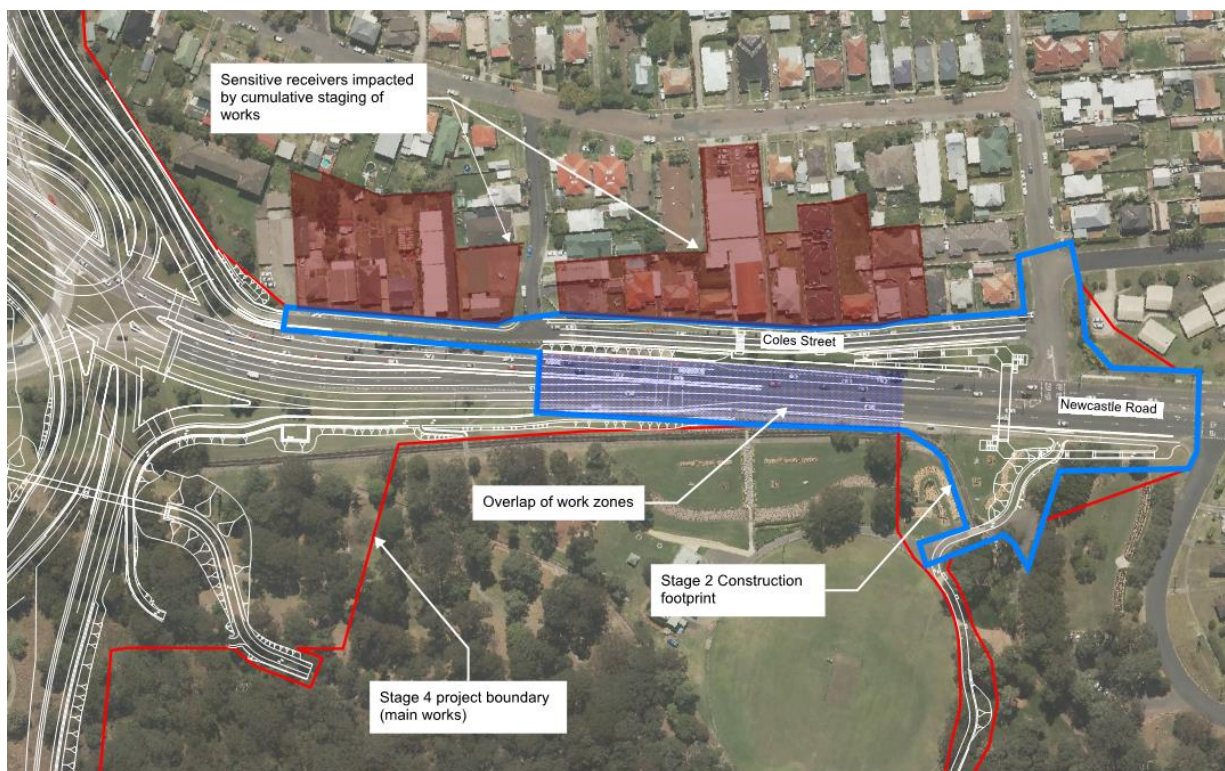 Sensitive receivers impacted
by cumulative staging of
works
Coles Street
Newcastle Road
Overlap of work zones
Stage 2 Construction
footprint
Stage 4 project boundary
(main works)